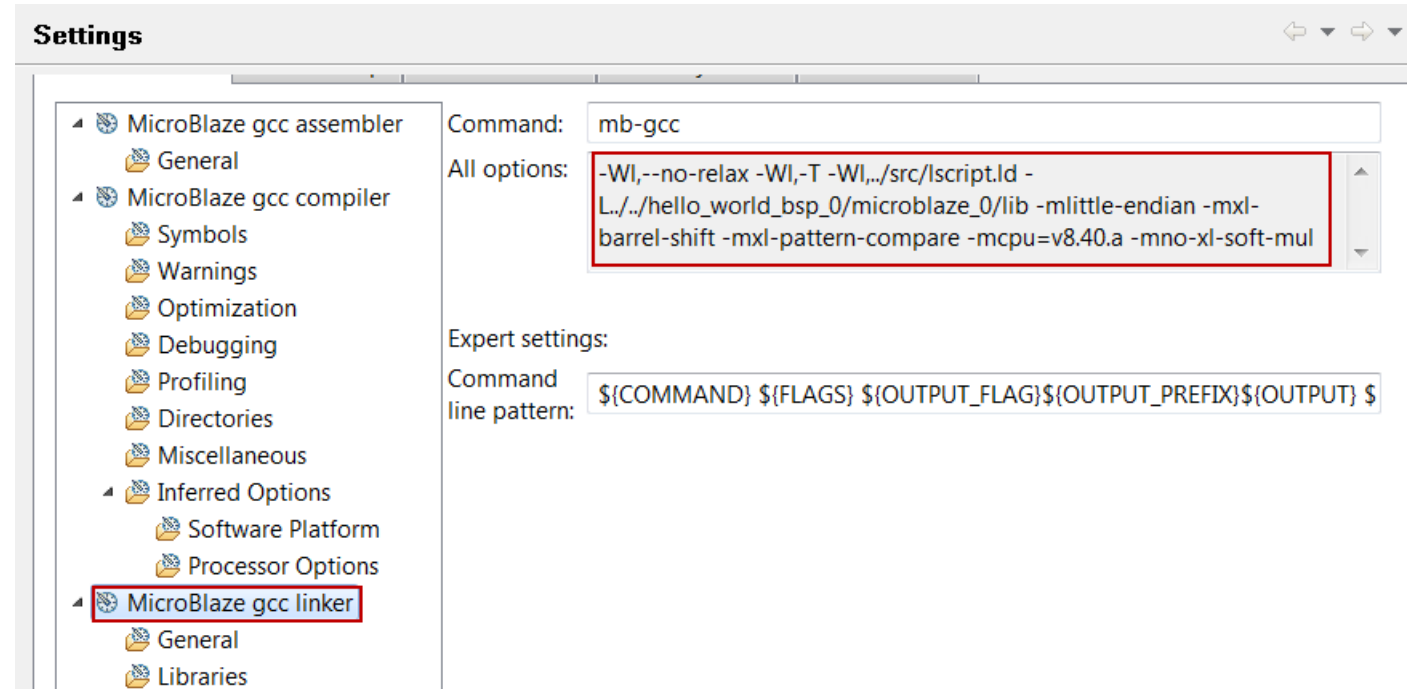 Settings
MicroBlaze gcc assembler
General
MicroBlaze gcc compiler
Symbols
Warnings
Optimization
Debugging
Profiling
Directories
Miscellaneous
Inferred Options
Software Platform
Processor Options
MicroBlaze gcc linker
General
Libraries
Command: mb-gcc
All options: -Wl,--no-relax -Wl,-T -Wl,../src/lscript.ld -
L../../hello_world_bsp_0/microblaze_0/lib -mlittle-endian -mxl-
barrel-shift -mxl-pattern-compare -mcpu=v8.40.a -mno-xl-soft-mul
Expert settings:
Command
line pattern: ${COMMAND} ${FLAGS} ${OUTPUT_FLAG}${OUTPUT_PREFIX}${OUTPUT} $